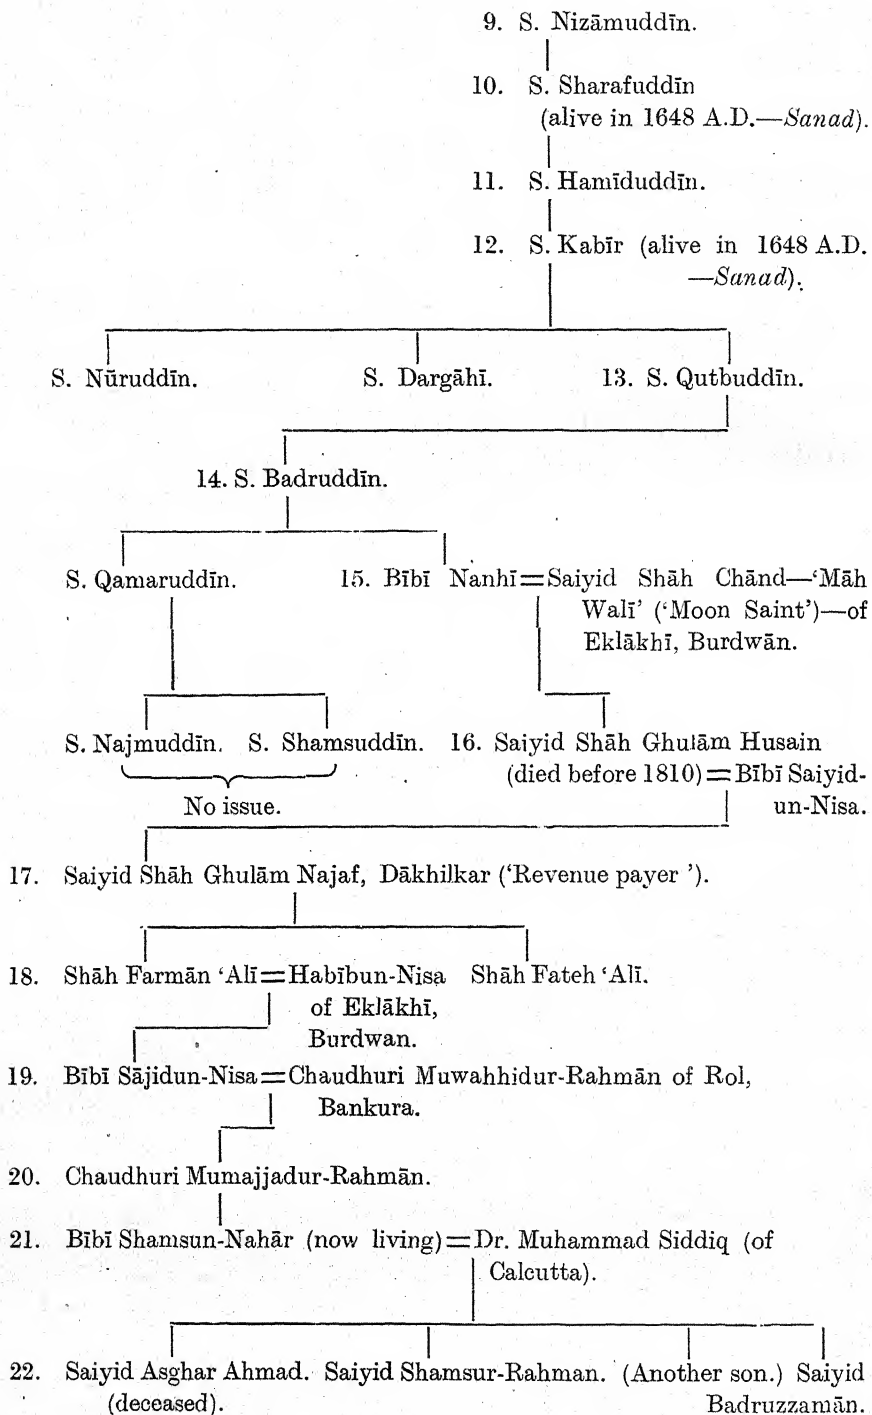 9. S. Nizāmuddīn.
10. S. Sharafuddīn
(alive in 1648 A.D.—Sanad).
11. S. Hamīduddīn.
12. S. Kabīr (alive in 1648 A.D.
—Sanad).
S. Nūruddīn. S. Dargāhī. 13. S. Qutbuddīn.
14. S. Badruddīn.
S. Qamaruddīn. 15. Bībī Nanhī=Saiyid Shāh Chānd—‘Māh
Walī’ (‘Moon Saint’)—of
Eklākhī, Burdwān.
S. Najmuddīn. S. Shamsuddīn. 16. Saiyid Shāh Ghulām Husain
(died before 1810)=Bībī Saiyid-
No issue. un-Nisa.
17. Saiyid Shāh Ghulām Najaf, Dākhilkar (‘Revenue payer’).
18. Shāh Farmān ‘Alī=Habībun-Nisa Shāh Fateh ‘Alī.
of Eklākhī,
Burdwan.
19. Bībī Sājidun-Nisa=Chaudhuri Muwahhidur-Rahmān of Rol,
Bankura.
20. Chaudhuri Mumajjadur-Rahmān.
21. Bībī Shamsun-Nahār (now living)=Dr. Muhammad Siddiq (of
Calcutta).
22. Saiyid Asghar Ahmad. Saiyid Shamsur-Rahman. (Another son.) Saiyid
(deceased). Badruzzamān.